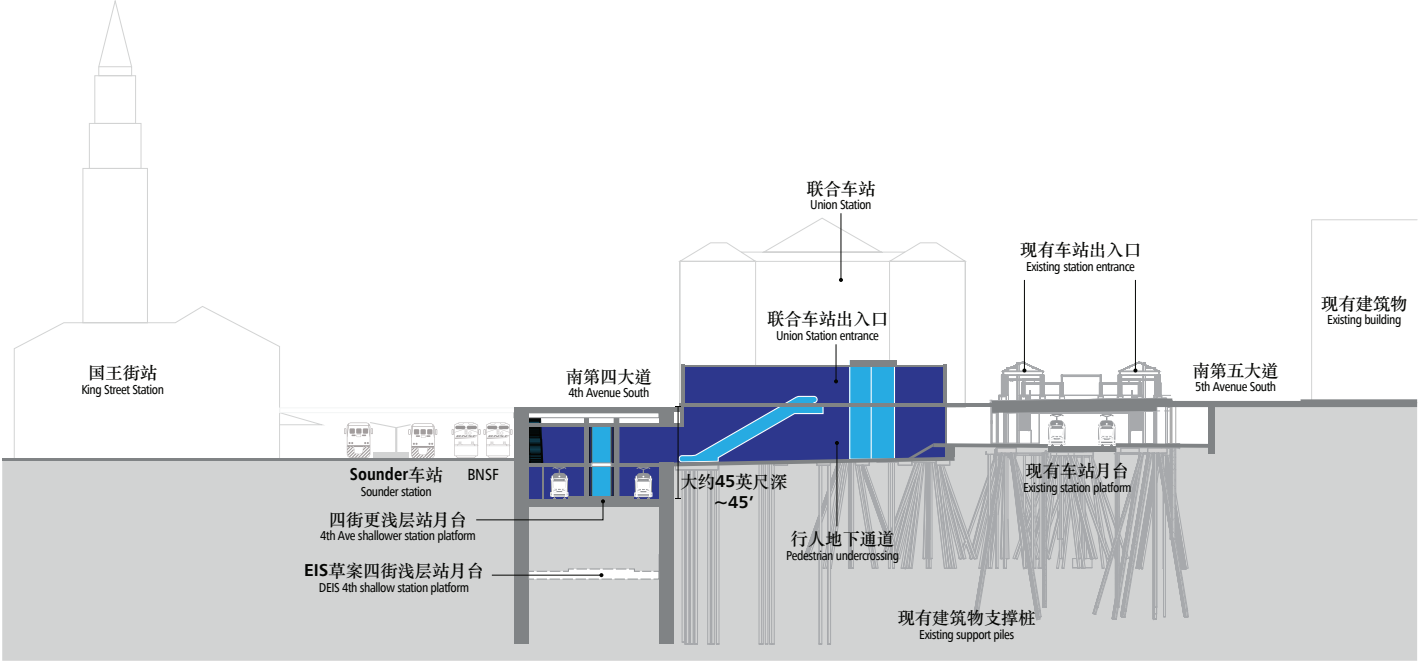 联合车站
Union Station
现有车站出入口
Existing station entrance
现有建筑物
Existing building
联合车站出入口
Union Station entrance
国王街站
King Street Station
南第四大道
4th Avenue South
南第五大道
5th Avenue South
Sounder车站
Sounder station
BNSF
大约45英尺深
~45’
现有车站月台
Existing station platform
四街更浅层站月台
4th Ave shallower station platform
行人地下通道
Pedestrian undercrossing
EIS草案四街浅层站月台
DEIS 4th shallow station platform
现有建筑物支撑桩
Existing support piles